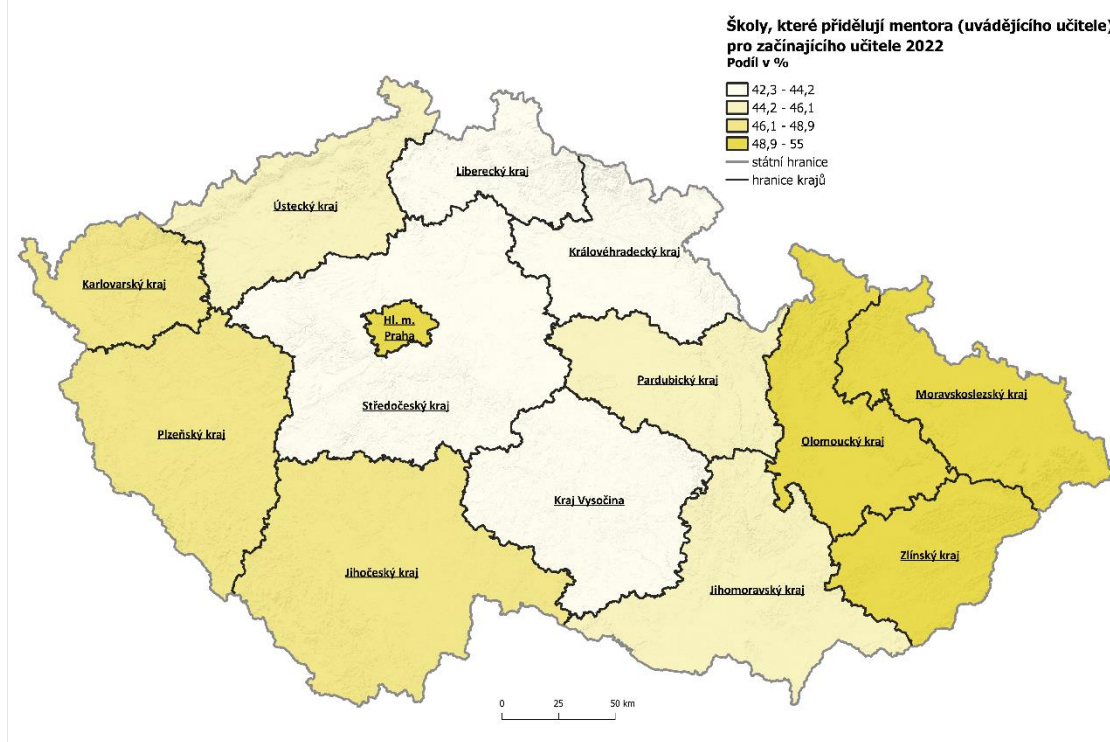 Školy, které přidělují mentora (uvádějícího učitele)
pro začínajícího učitele 2022
Podíl v %
42,3 - 44,2
44,2 - 46,1
46,1 - 48,9
48,9 - 55
státní hranice
hranice krajů
Liberecký kraj
Ústecký kraj
Královéhradecký kraj
Karlovarský kraj
Hl. m.
Praha
Pardubický kraj
Moravskoslezský kraj
Středočeský kraj
Plzeňský kraj
Olomoucký kraj
Kraj Vysočina
Zlínský kraj
Jihočeský kraj
Jihomoravský kraj
0 25 50 km